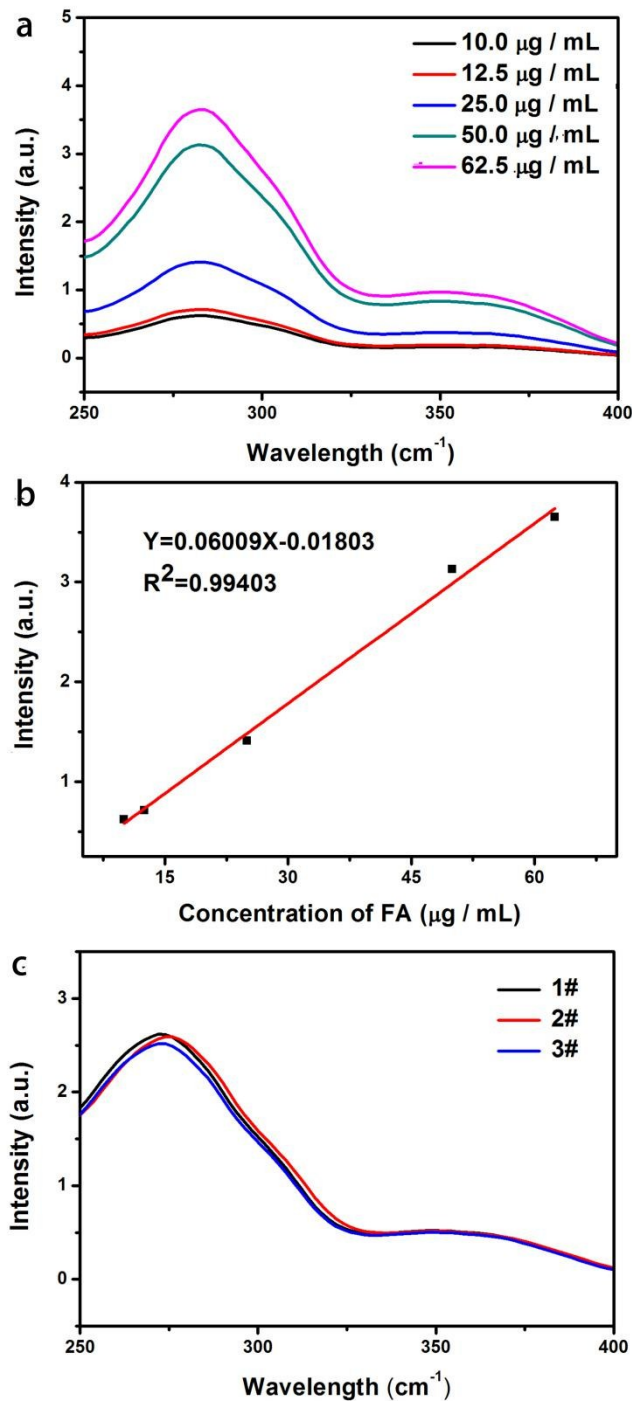 a
5
4
3
2
1
0
Intensity (a.u.)
10.0 μg / mL
12.5 μg / mL
25.0 μg / mL
50.0 μg / mL
62.5 μg / mL
250 300 350 400
Wavelength (cm⁻¹)
b
4
3
2
1
Intensity (a.u.)
Y=0.06009X-0.01803
R²=0.99403
15 30 45 60
Concentration of FA (μg / mL)
c
3
2
1
0
Intensity (a.u.)
1#
2#
3#
250 300 350 400
Wavelength (cm⁻¹)